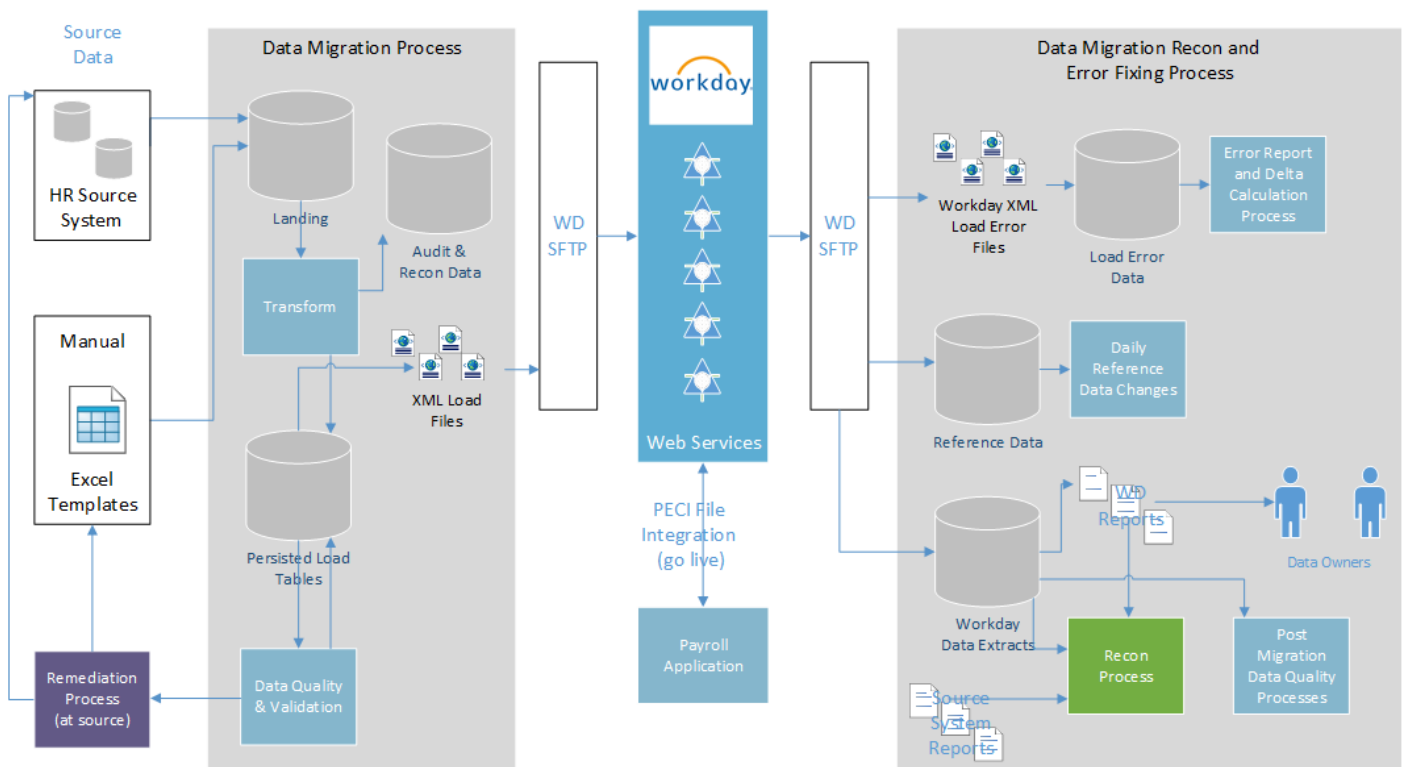 Source
Data
HR Source
System
Manual
Excel
Templates
Remediation
Process
(at source)
Data Migration Process
Landing
Audit &
Recon Data
Transform
XML Load
Files
Persisted Load
Tables
Data Quality
& Validation
WD
SFTP
workday.
Web Services
PECI File
Integration
(go live)
Payroll
Application
WD
SFTP
Data Migration Recon and
Error Fixing Process
Workday XML
Load Error
Files
Load Error
Data
Error Report
and Delta
Calculation
Process
Reference Data
Daily
Reference
Data Changes
WD
Reports
Data Owners
Workday
Data Extracts
Recon
Process
Post
Migration
Data Quality
Processes
Source
System
Reports